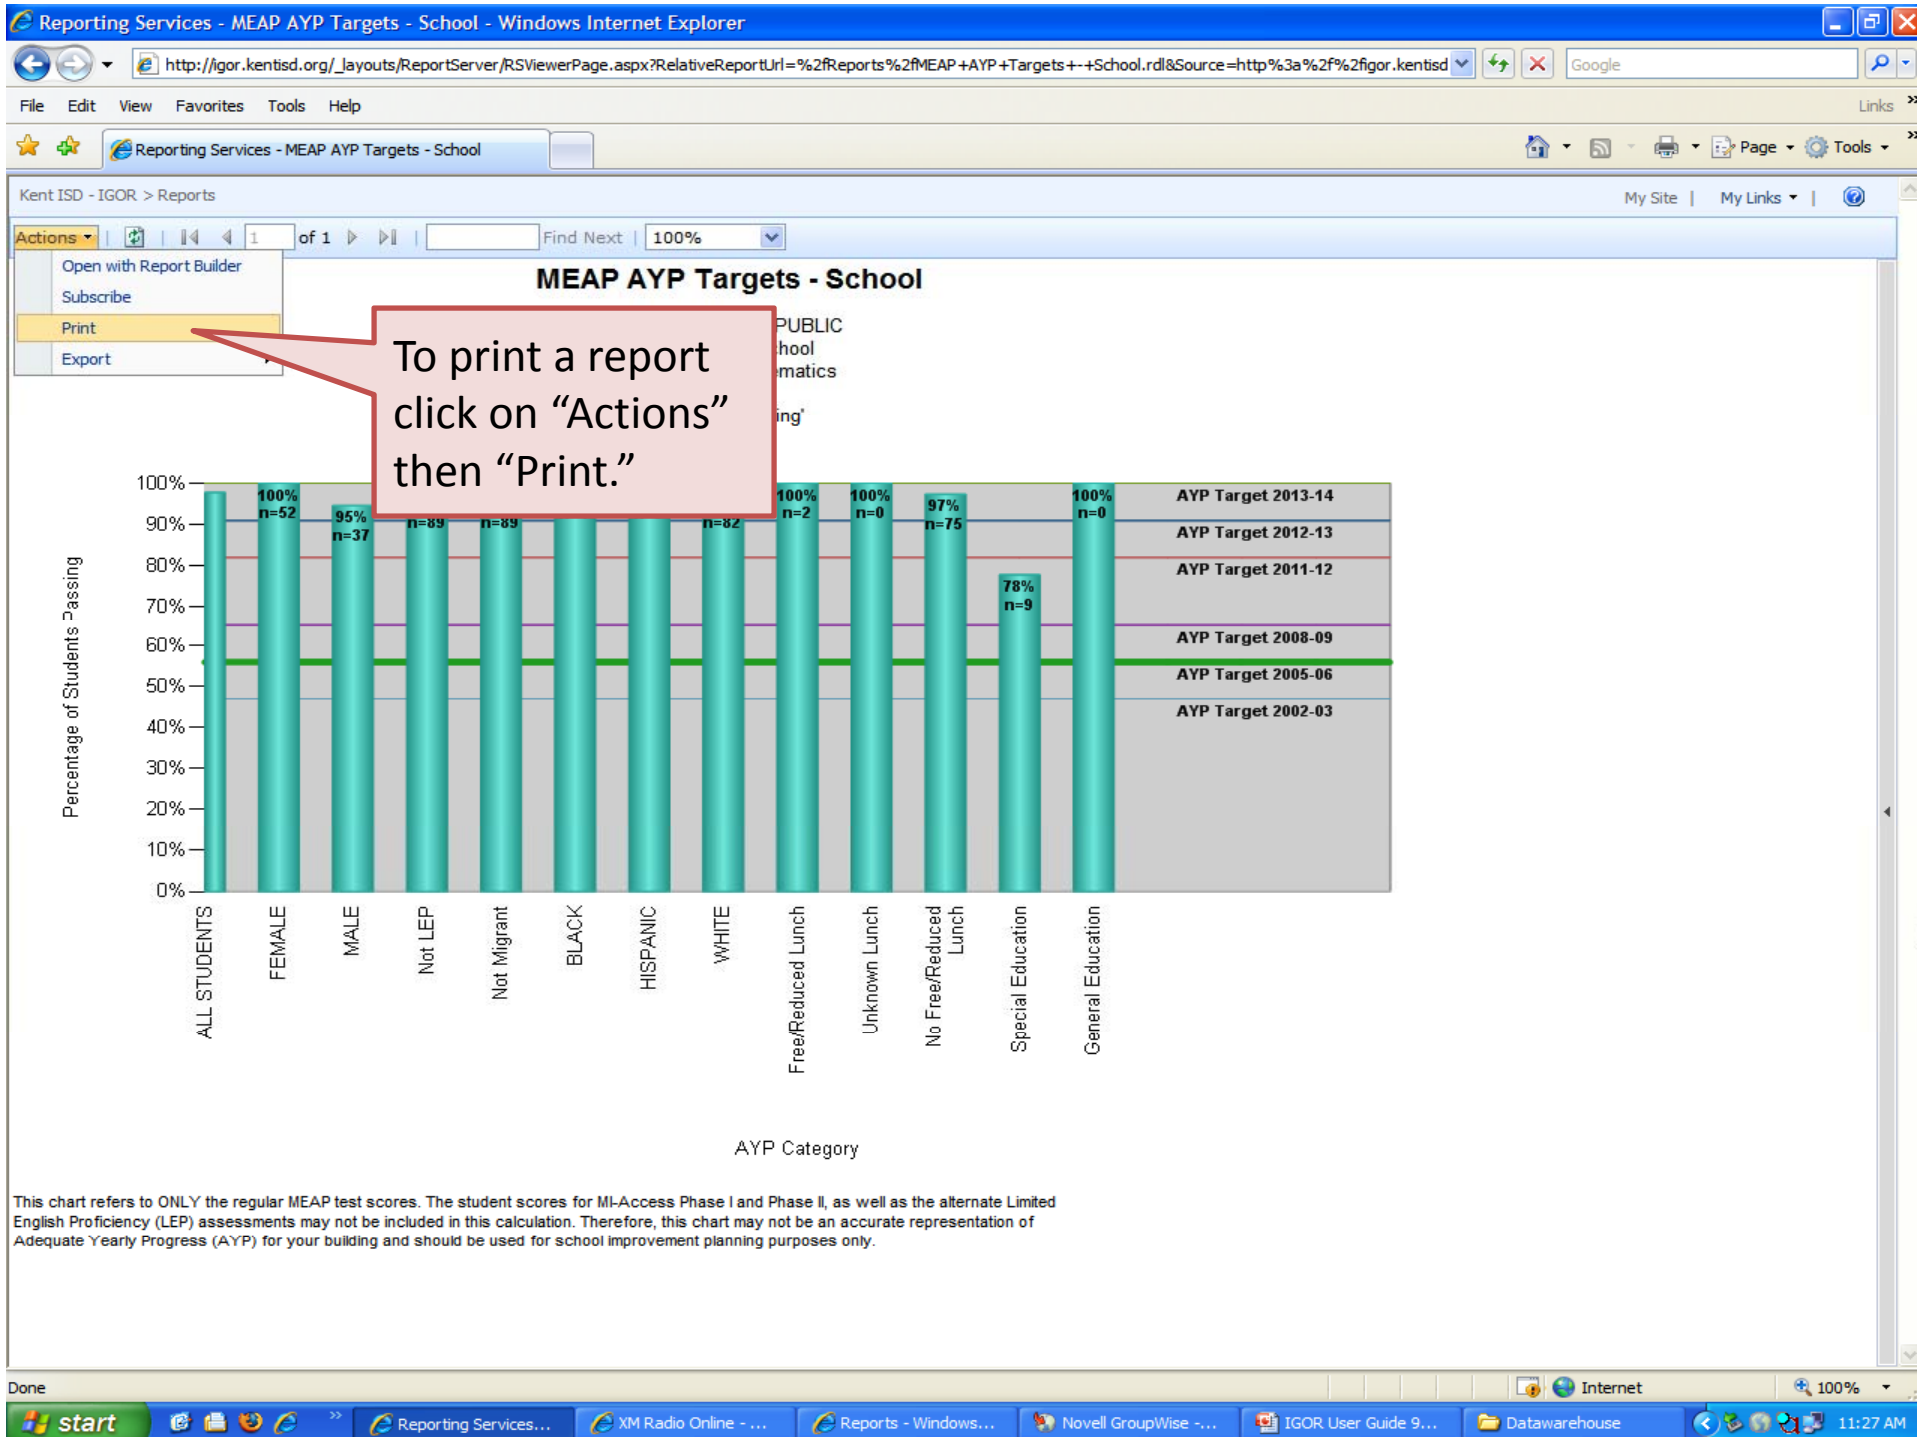 Reporting Services - MEAP AYP Targets - School - Windows Internet Explorer
http://igor.kentisd.org/_layouts/ReportServer/RSViewerPage.aspx?RelativeReportUrl=%2fReports%2fMEAP+AYP+Targets+-+School.rdl&Source=http%3a%2f%2figor.kentisd
Google
File Edit View Favorites Tools Help
Links »
Reporting Services - MEAP AYP Targets - School
Page Tools »
Kent ISD - IGOR > Reports
My Site | My Links |
Actions | 1 of 1 | Find Next | 100%
Open with Report Builder
Subscribe
Print
Export
MEAP AYP Targets - School
PUBLIC
To print a report
click on “Actions”
then “Print.”
100%
90%
80%
70%
60%
50%
40%
30%
20%
10%
0%
Percentage of Students Passing
100%
n=52
95%
n=37
n=89
n=89
n=82
100%
n=2
100%
n=0
97%
n=75
78%
n=9
100%
n=0
AYP Target 2013-14
AYP Target 2012-13
AYP Target 2011-12
AYP Target 2008-09
AYP Target 2005-06
AYP Target 2002-03
ALL STUDENTS
FEMALE
MALE
Not LEP
Not Migrant
BLACK
HISPANIC
WHITE
Free/Reduced Lunch
Unknown Lunch
No Free/Reduced
Lunch
Special Education
General Education
AYP Category
This chart refers to ONLY the regular MEAP test scores. The student scores for MI-Access Phase I and Phase II, as well as the alternate Limited
English Proficiency (LEP) assessments may not be included in this calculation. Therefore, this chart may not be an accurate representation of
Adequate Yearly Progress (AYP) for your building and should be used for school improvement planning purposes only.
Done
Internet
100%
start
»
Reporting Services...
XM Radio Online - ...
Reports - Windows...
Novell GroupWise -...
IGOR User Guide 9...
Datawarehouse
11:27 AM